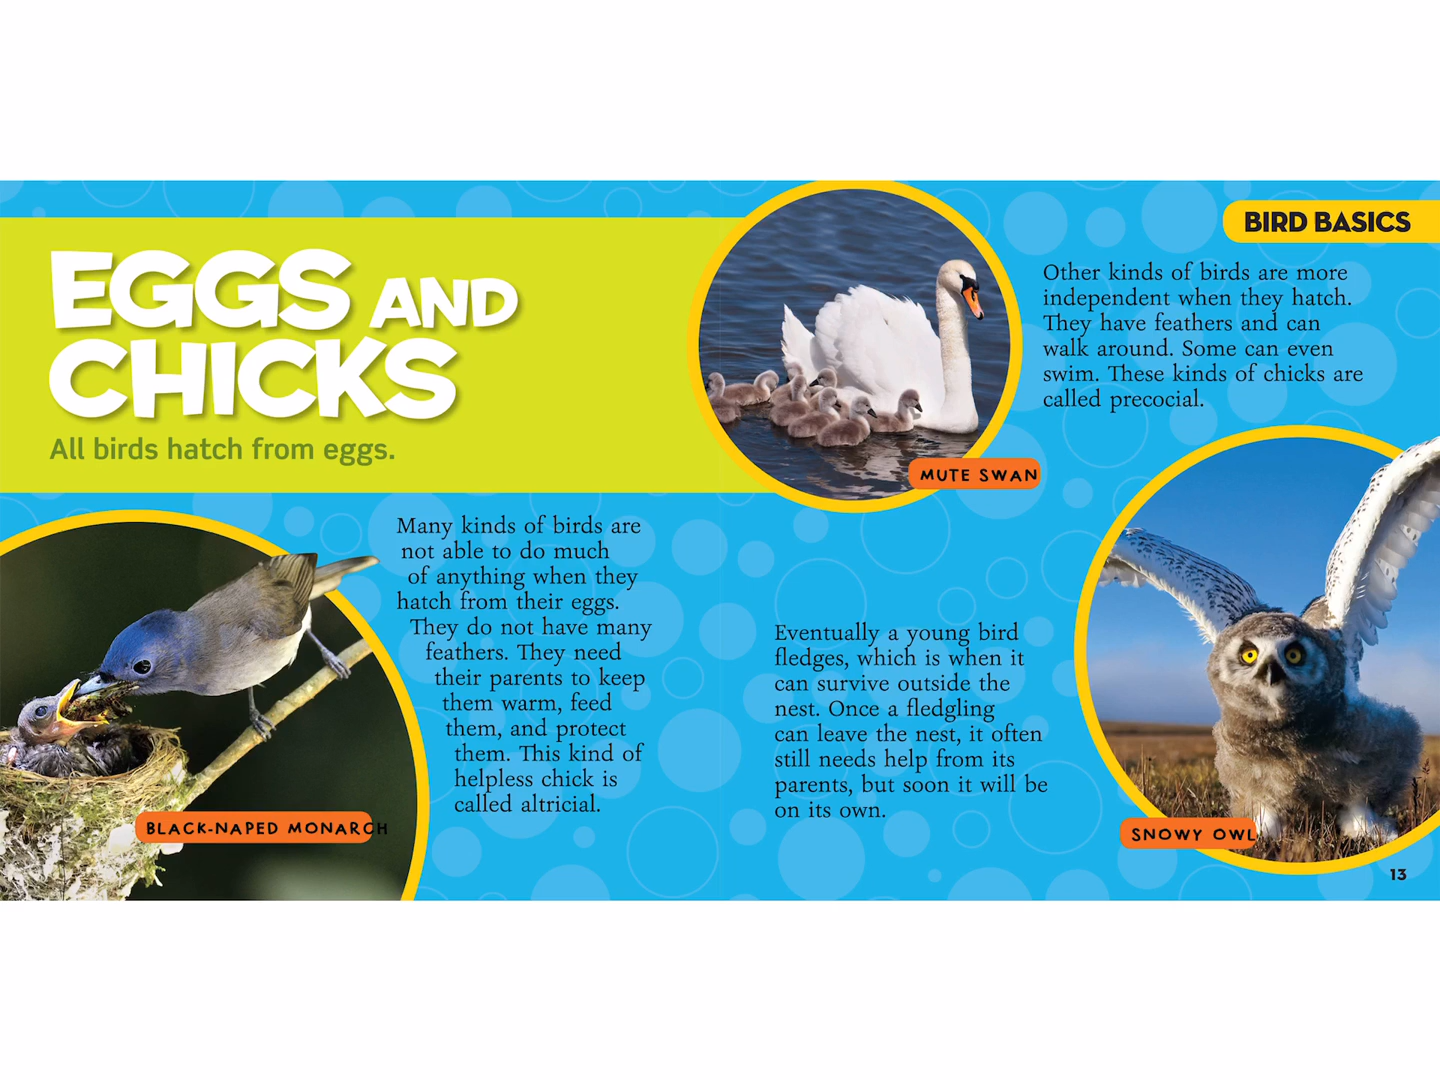 EGGS AND
CHICKS
All birds hatch from eggs.
Many kinds of birds are
not able to do much
of anything when they
hatch from their eggs.
They do not have many
feathers. They need
their parents to keep
them warm, feed
them, and protect
them. This kind of
helpless chick is
called altricial.
BLACK-NAPED MONARCH
MUTE SWAN
BIRD BASICS
Other kinds of birds are more
independent when they hatch.
They have feathers and can
walk around. Some can even
swim. These kinds of chicks are
called precocial.
Eventually a young bird
fledges, which is when it
can survive outside the
nest. Once a fledgling
can leave the nest, it often
still needs help from its
parents, but soon it will be
on its own.
SNOWY OWL
13